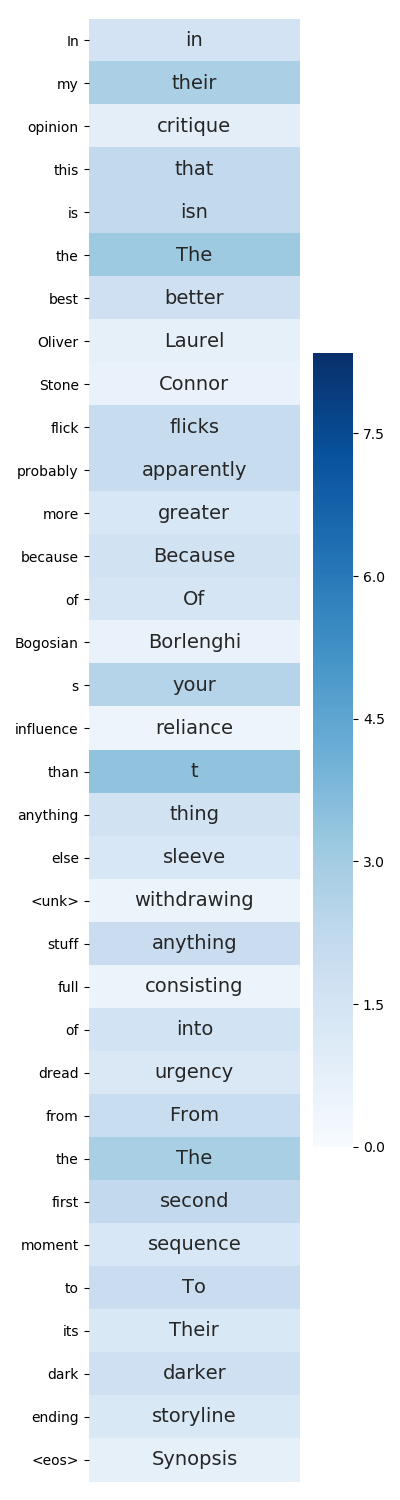 In in
my their
opinion critique
this that
is isn
the The
best better
Oliver Laurel
Stone Connor
flick flicks
probably apparently
more greater
because Because
of Of
Bogosian Borlenghi
s your
influence reliance
than t
anything thing
else sleeve
<unk> withdrawing
stuff anything
full consisting
of into
dread urgency
from From
the The
first second
moment sequence
to To
its Their
dark darker
ending storyline
<eos> Synopsis
7.5
6.0
4.5
3.0
1.5
0.0